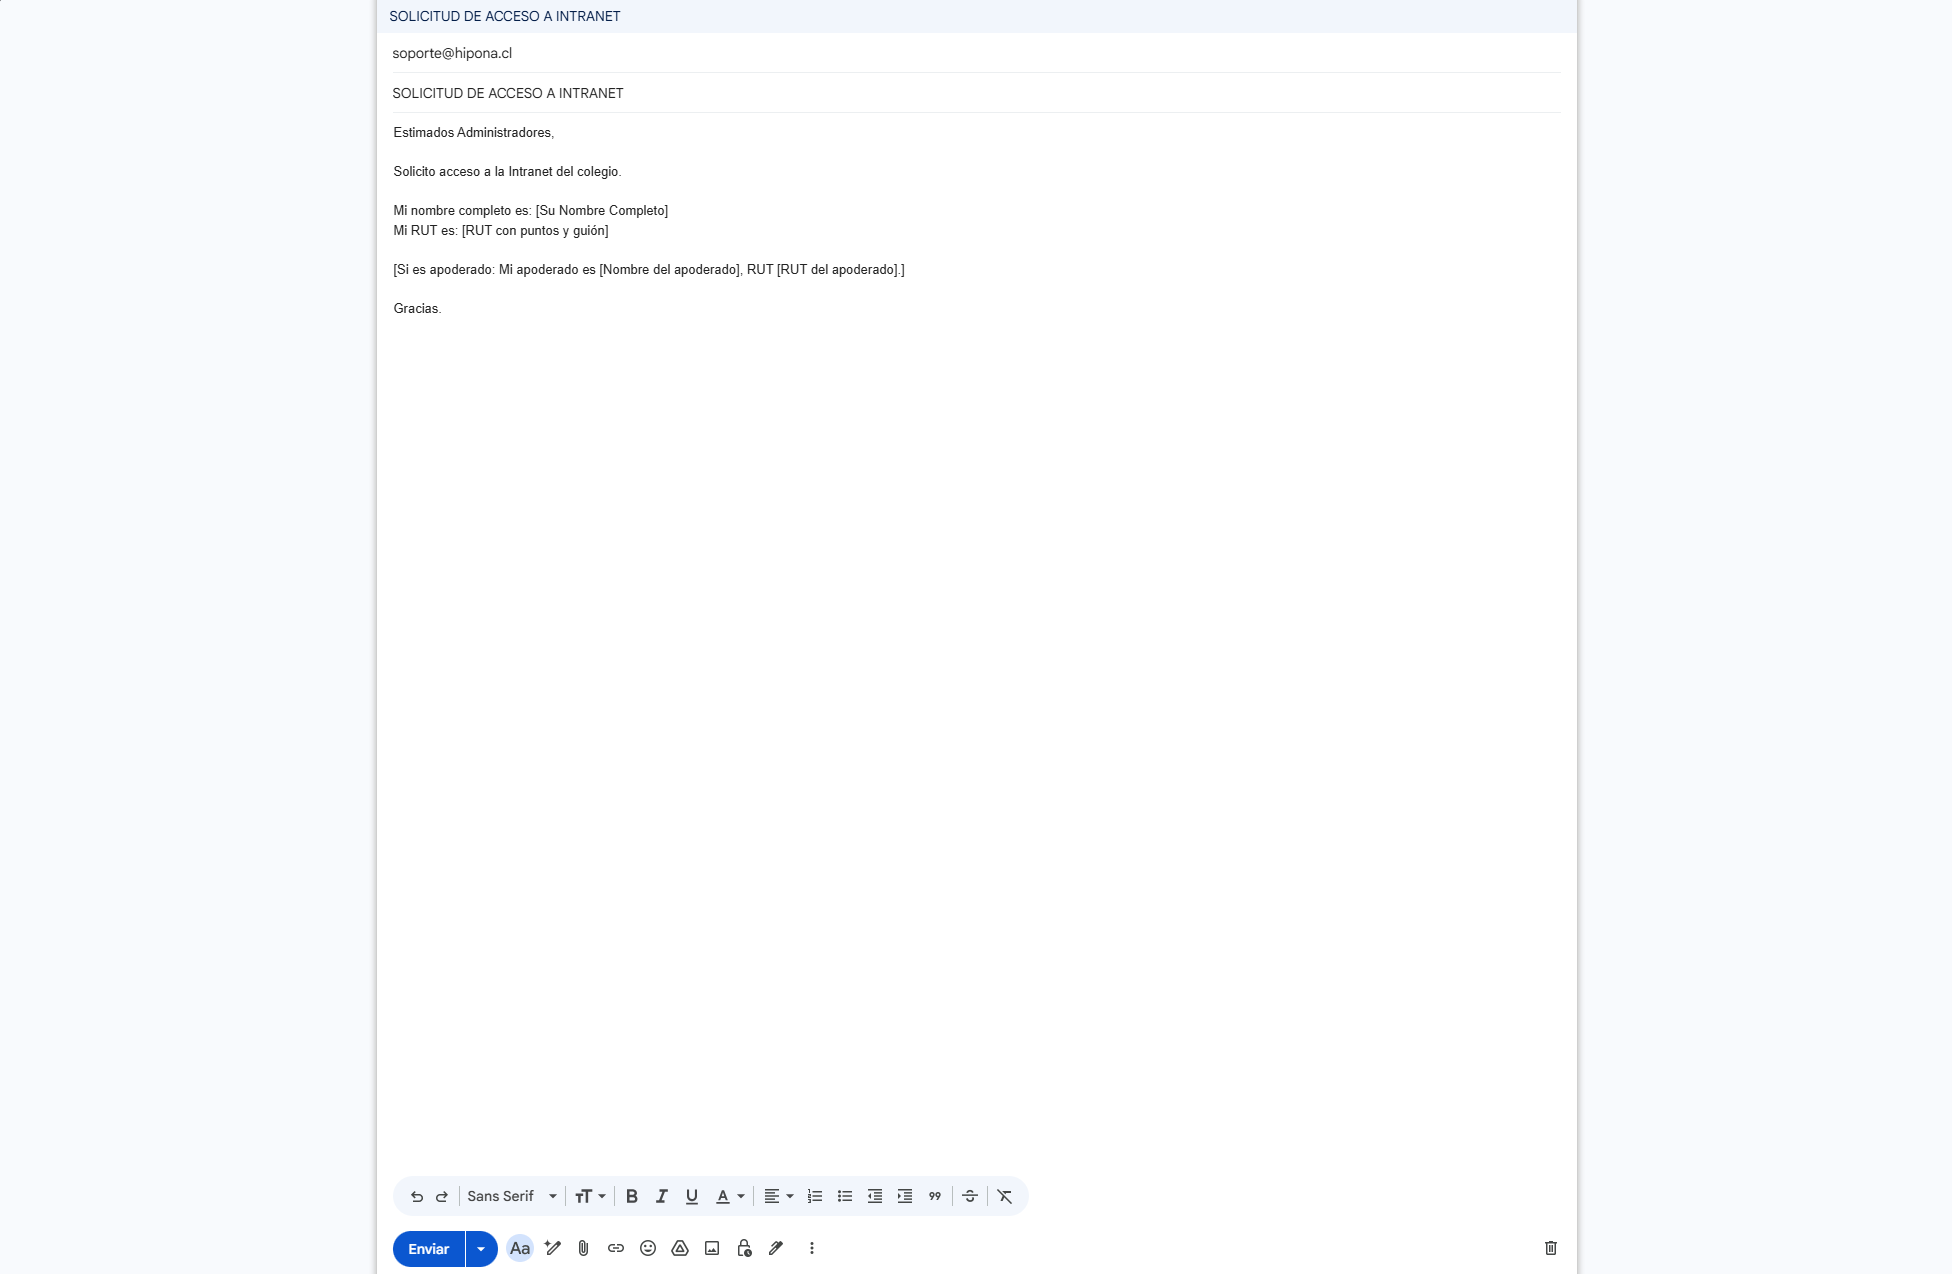 SOLICITUD DE ACCESO A INTRANET
soporte@hipona.cl
SOLICITUD DE ACCESO A INTRANET
Estimados Administradores,
Solicito acceso a la Intranet del colegio.
Mi nombre completo es: [Su Nombre Completo]
Mi RUT es: [RUT con puntos y guión]
[Si es apoderado: Mi apoderado es [Nombre del apoderado], RUT [RUT del apoderado].]
Gracias.
Sans Serif
Enviar Aa